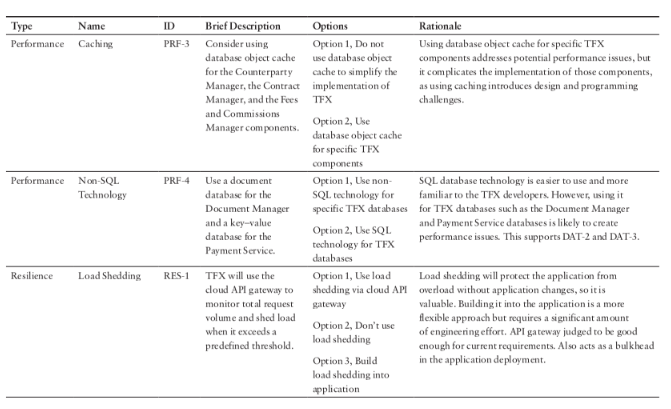 Type Name ID Brief Description Options Rationale
Performance Caching PRF-3 Consider using
database object cache
for the Counterparty
Manager, the Contract
Manager, and the Fees
and Commissions
Manager components.
Option 1, Do not
use database object
cache to simplify the
implementation of
TFX
Option 2, Use
database object cache
for specific TFX
components
Using database object cache for specific TFX
components addresses potential performance issues, but
it complicates the implementation of those components,
as using caching introduces design and programming
challenges.
Performance Non-SQL
Technology
PRF-4 Use a document
database for the
Document Manager
and a key–value
database for the
Payment Service.
Option 1, Use non-
SQL technology for
specific TFX databases
Option 2, Use SQL
technology for TFX
databases
SQL database technology is easier to use and more
familiar to the TFX developers. However, using it
for TFX databases such as the Document Manager
and Payment Service databases is likely to create
performance issues. This supports DAT-2 and DAT-3.
Resilience Load Shedding RES-1 TFX will use the
cloud API gateway to
monitor total request
volume and shed load
when it exceeds a
predefined threshold.
Option 1, Use load
shedding via cloud API
gateway
Option 2, Don't use
load shedding
Option 3, Build
load shedding into
application
Load shedding will protect the application from
overload without application changes, so it is
valuable. Building it into the application is a more
flexible approach but requires a significant amount
of engineering effort. API gateway judged to be good
enough for current requirements. Also acts as a bulkhead
in the application deployment.